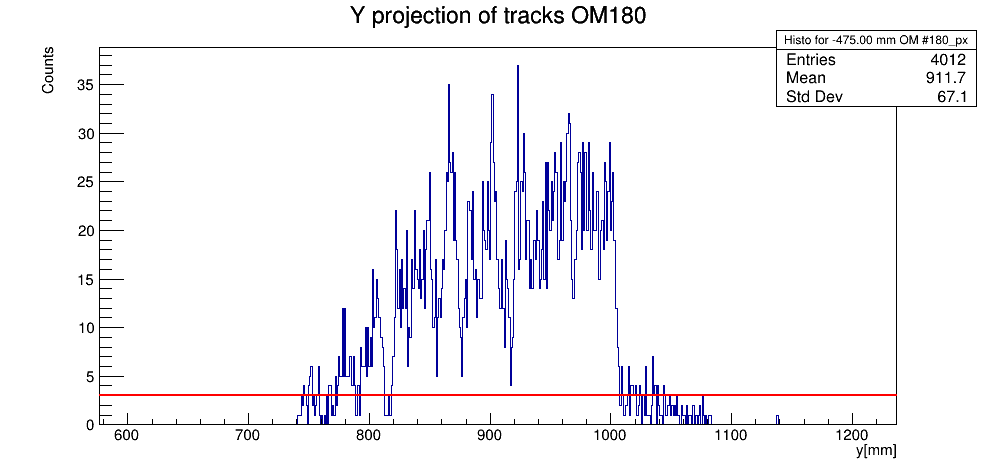 Y projection of tracks OM180
Histo for -475.00 mm OM #180_px
Entries 4012
Mean 911.7
Std Dev 67.1
Counts
35
30
25
20
15
10
5
0
600 700 800 900 1000 1100 1200
y[mm]